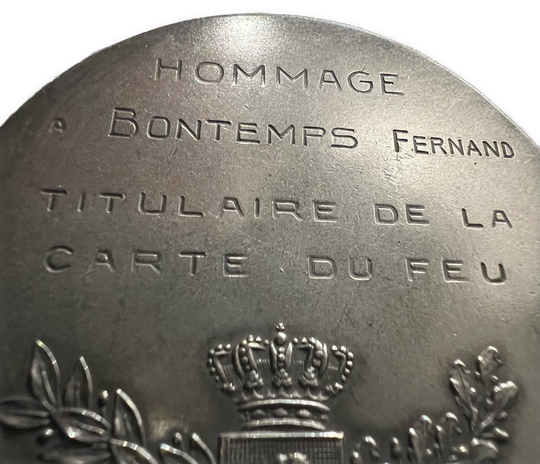 HOMMAGE
A BONTEMPS FERNAND
TITULAIRE DE LA
CARTE DU FEU